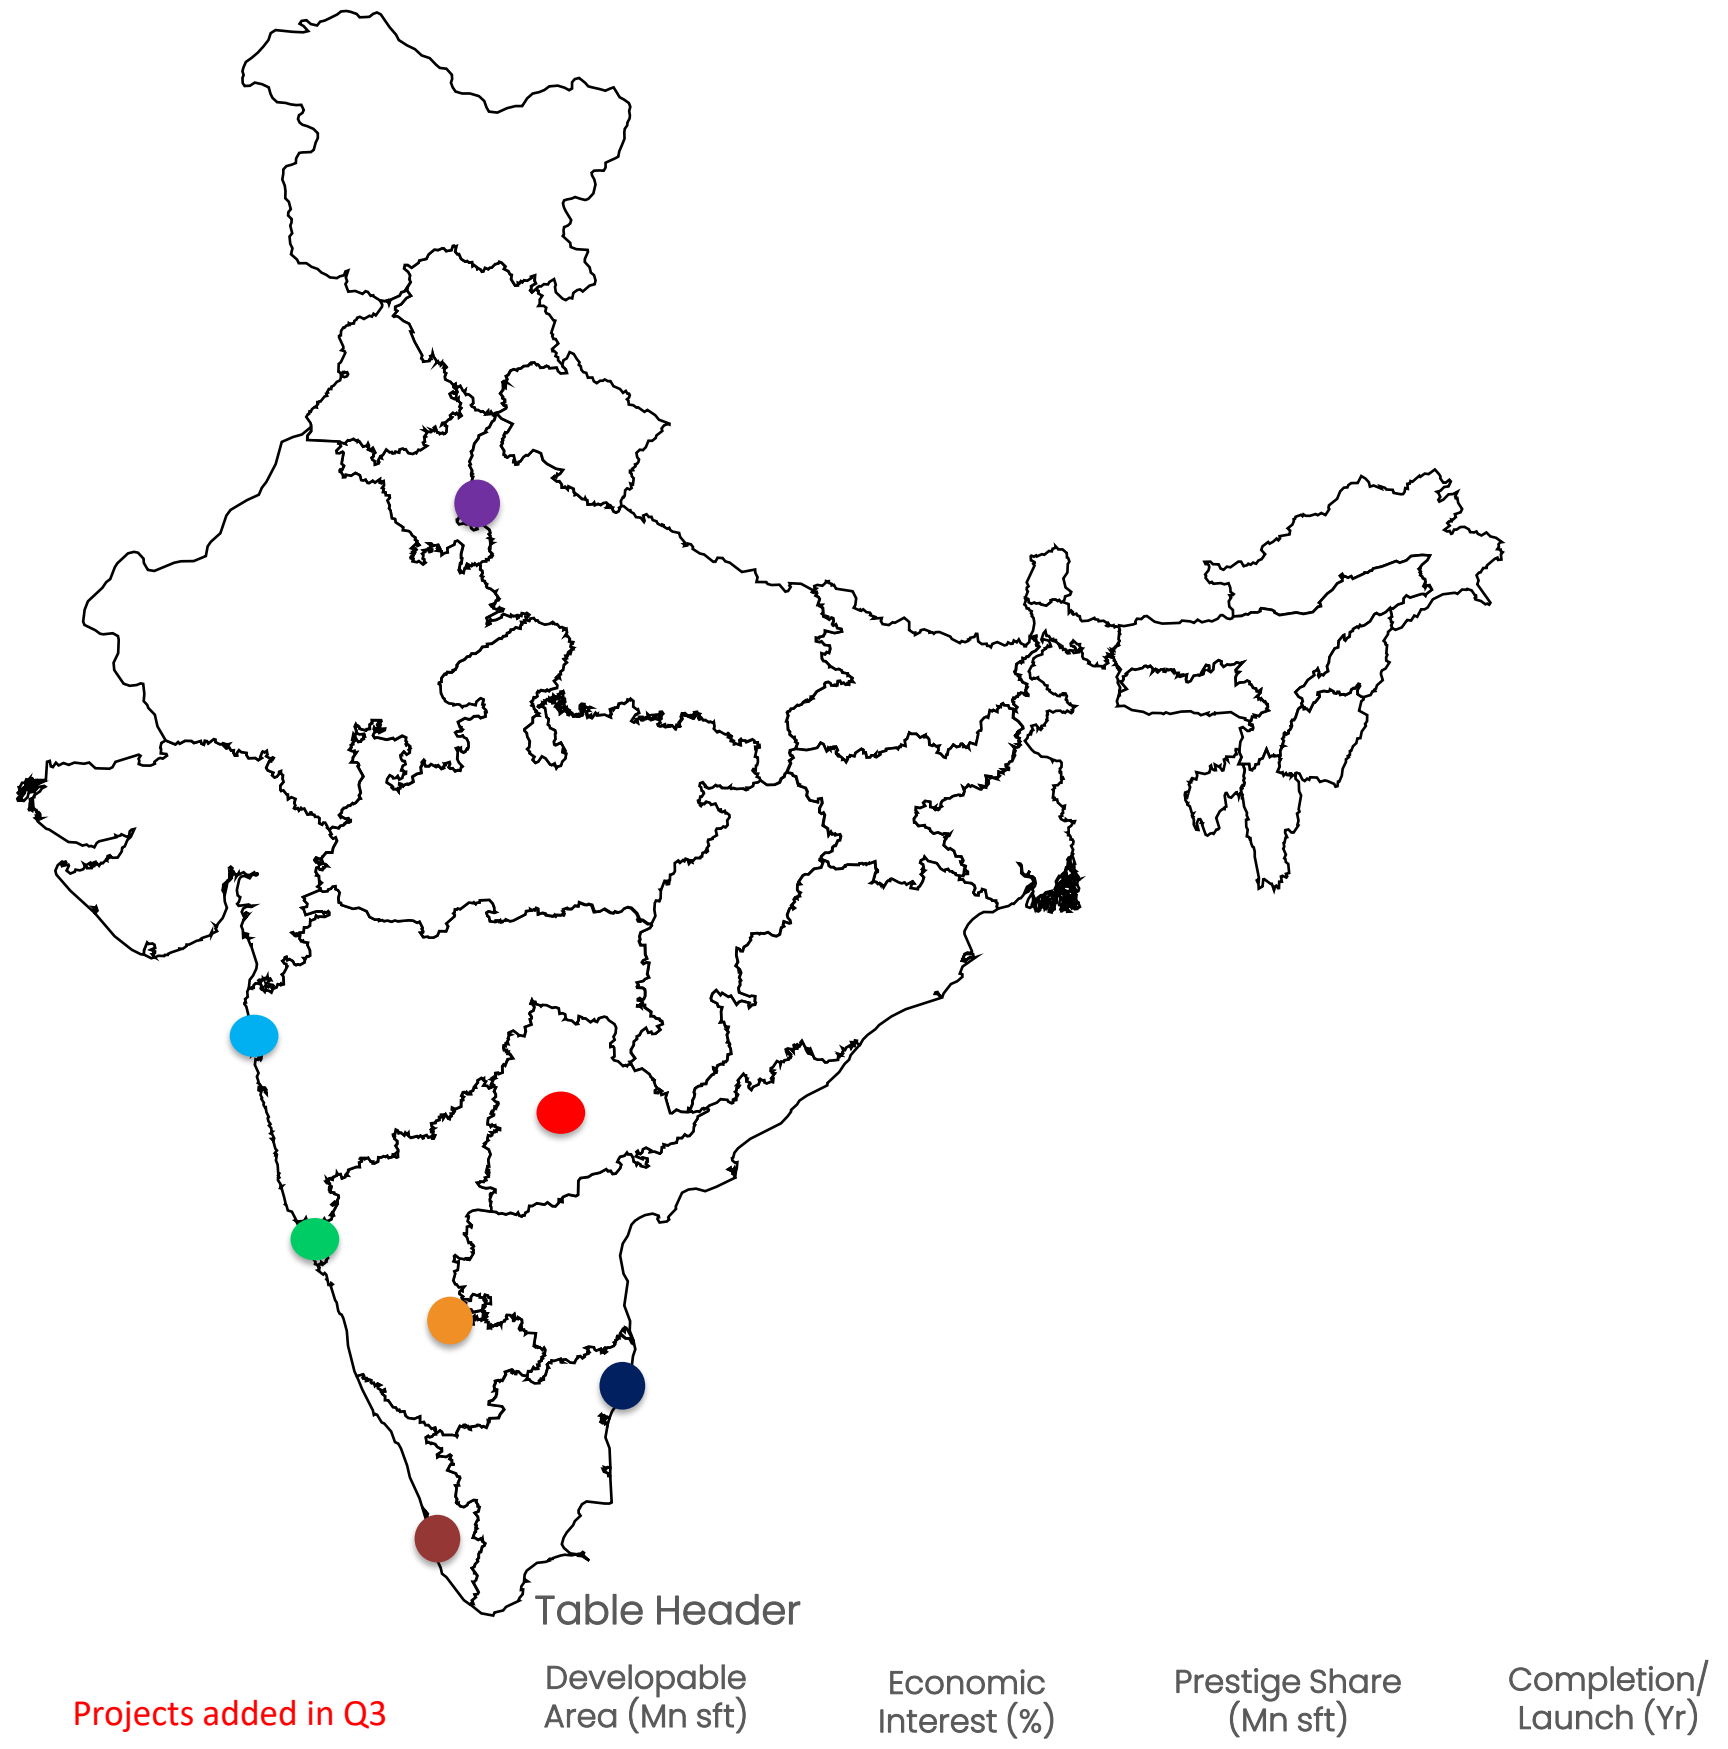 Table Header
Projects added in Q3
Developable
Area (Mn sft)
Economic
Interest (%)
Prestige Share
(Mn sft)
Completion/
Launch (Yr)